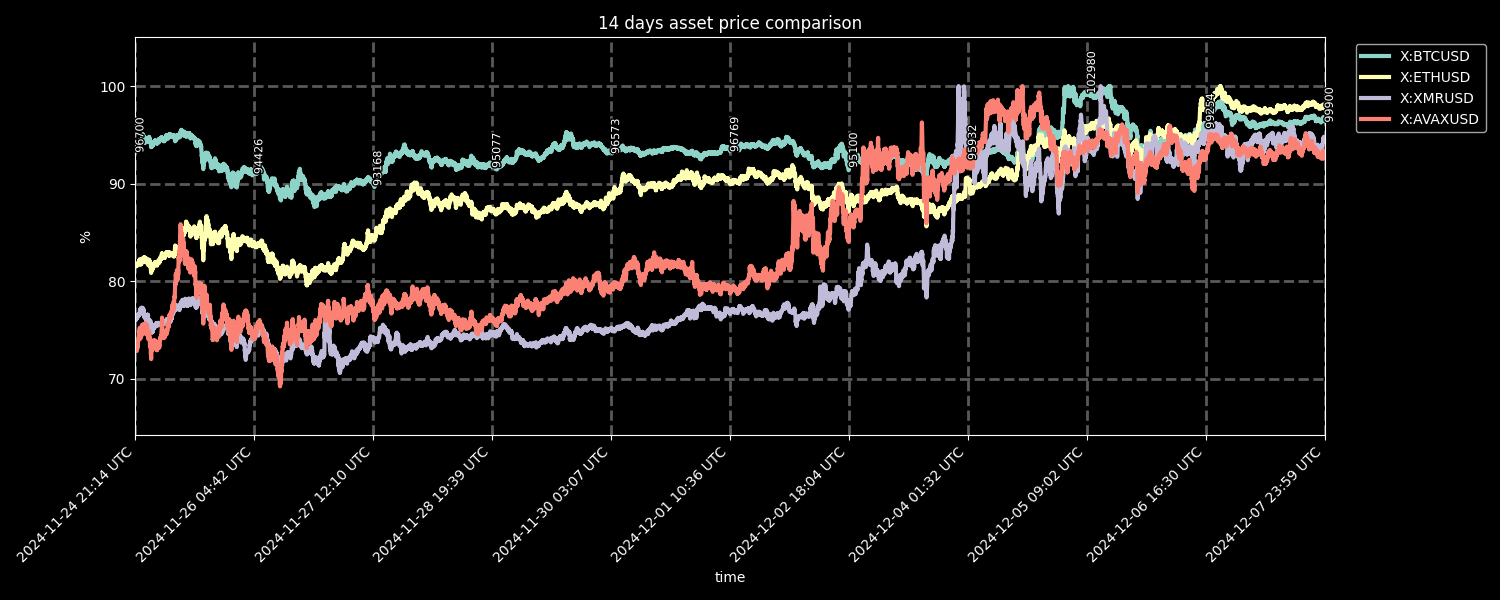 14 days asset price comparison
X:BTCUSD
X:ETHUSD
X:XMRUSD
X:AVAXUSD
100
90
80
70
%
96700
94426
93168
95077
96573
96769
95100
95932
102980
99254
99900
2024-11-24 21:14 UTC
2024-11-26 04:42 UTC
2024-11-27 12:10 UTC
2024-11-28 19:39 UTC
2024-11-30 03:07 UTC
2024-12-01 10:36 UTC
2024-12-02 18:04 UTC
2024-12-04 01:32 UTC
2024-12-05 09:02 UTC
2024-12-06 16:30 UTC
2024-12-07 23:59 UTC
time